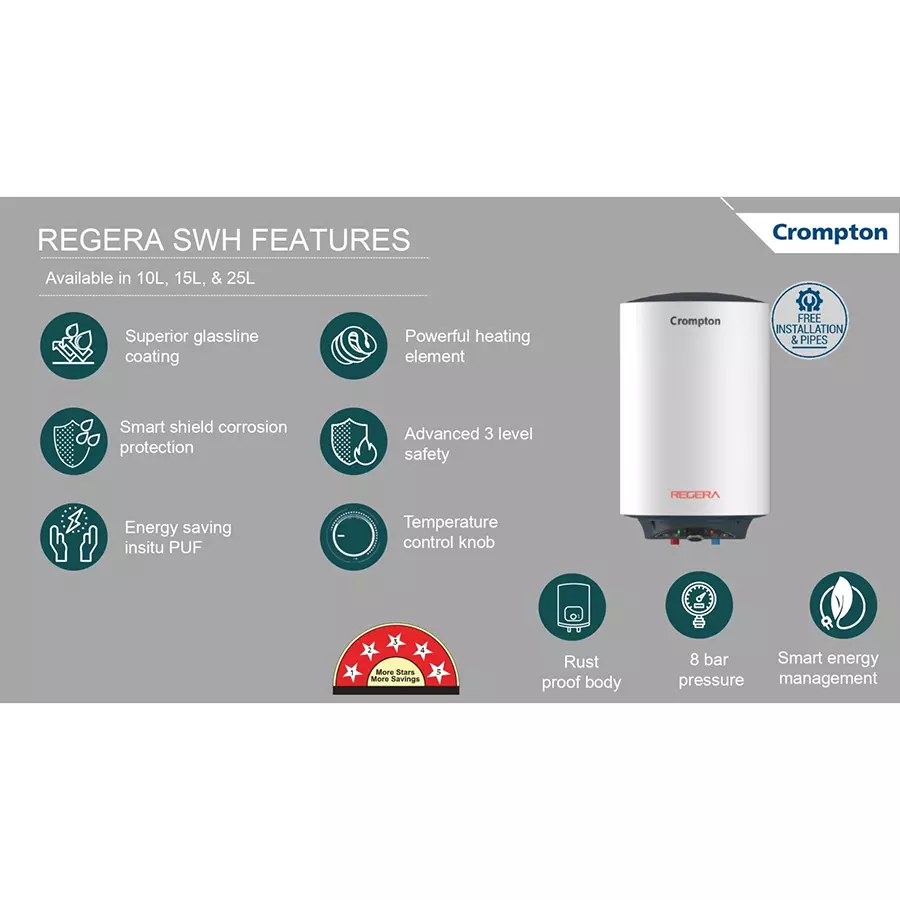 REGERA SWH FEATURES
Available in 10L, 15L, & 25L
Crompton
Superior glassline
coating
Powerful heating
element
Smart shield corrosion
protection
Advanced 3 level
safety
Energy saving
insitu PUF
Temperature
control knob
Crompton
REGERA
FREE
INSTALLATION
& PIPES
1
2
3
4
5
More Stars
More Savings
Rust
proof body
8 bar
pressure
Smart energy
management